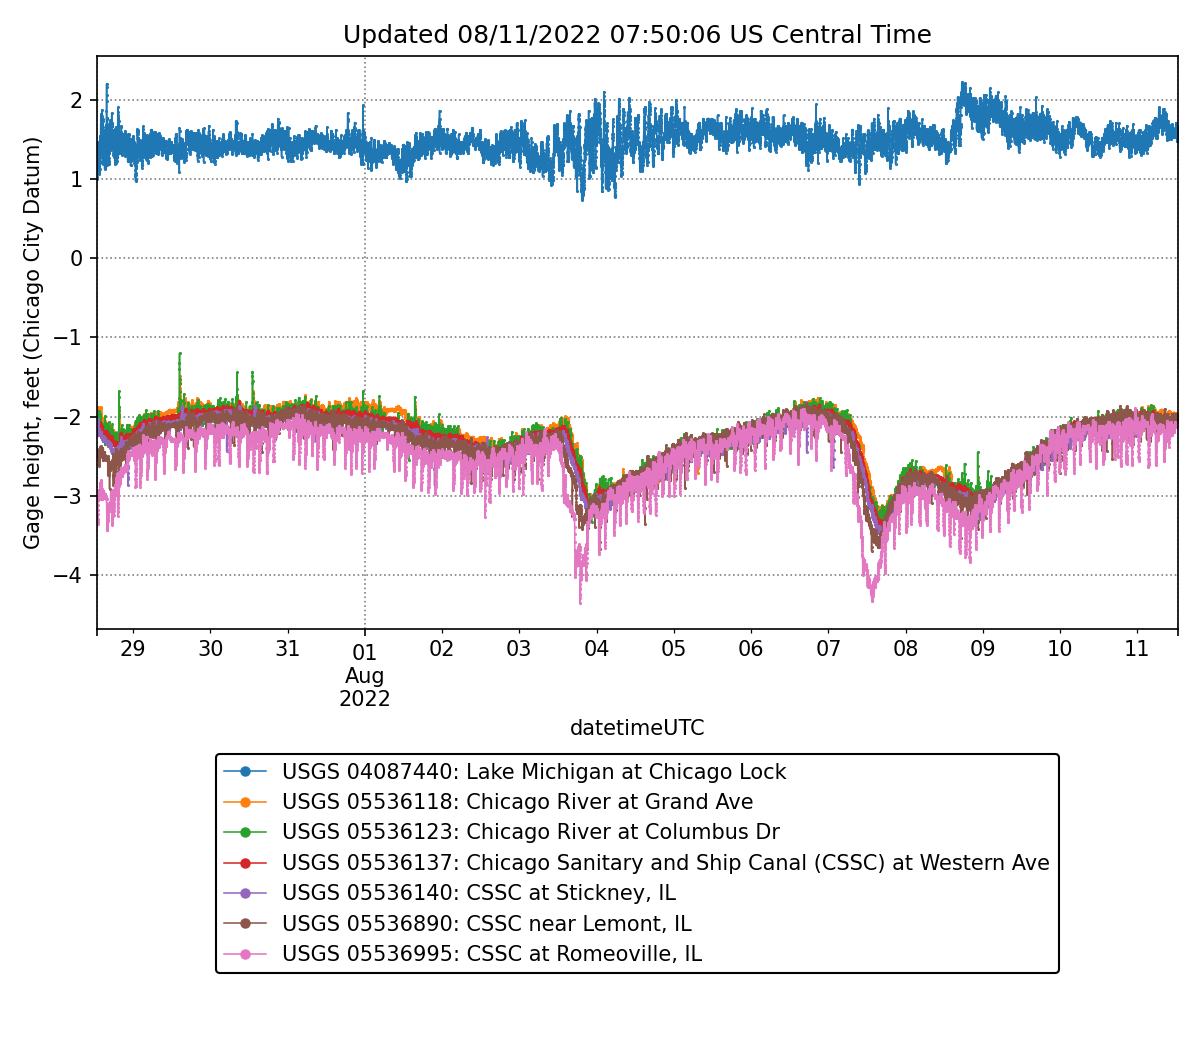 Updated 08/11/2022 07:50:06 US Central Time
Gage height, feet (Chicago City Datum)
2
1
0
−1
−2
−3
−4
29 30 31 01 02 03 04 05 06 07 08 09 10 11
Aug
2022
datetimeUTC
USGS 04087440: Lake Michigan at Chicago Lock
USGS 05536118: Chicago River at Grand Ave
USGS 05536123: Chicago River at Columbus Dr
USGS 05536137: Chicago Sanitary and Ship Canal (CSSC) at Western Ave
USGS 05536140: CSSC at Stickney, IL
USGS 05536890: CSSC near Lemont, IL
USGS 05536995: CSSC at Romeoville, IL